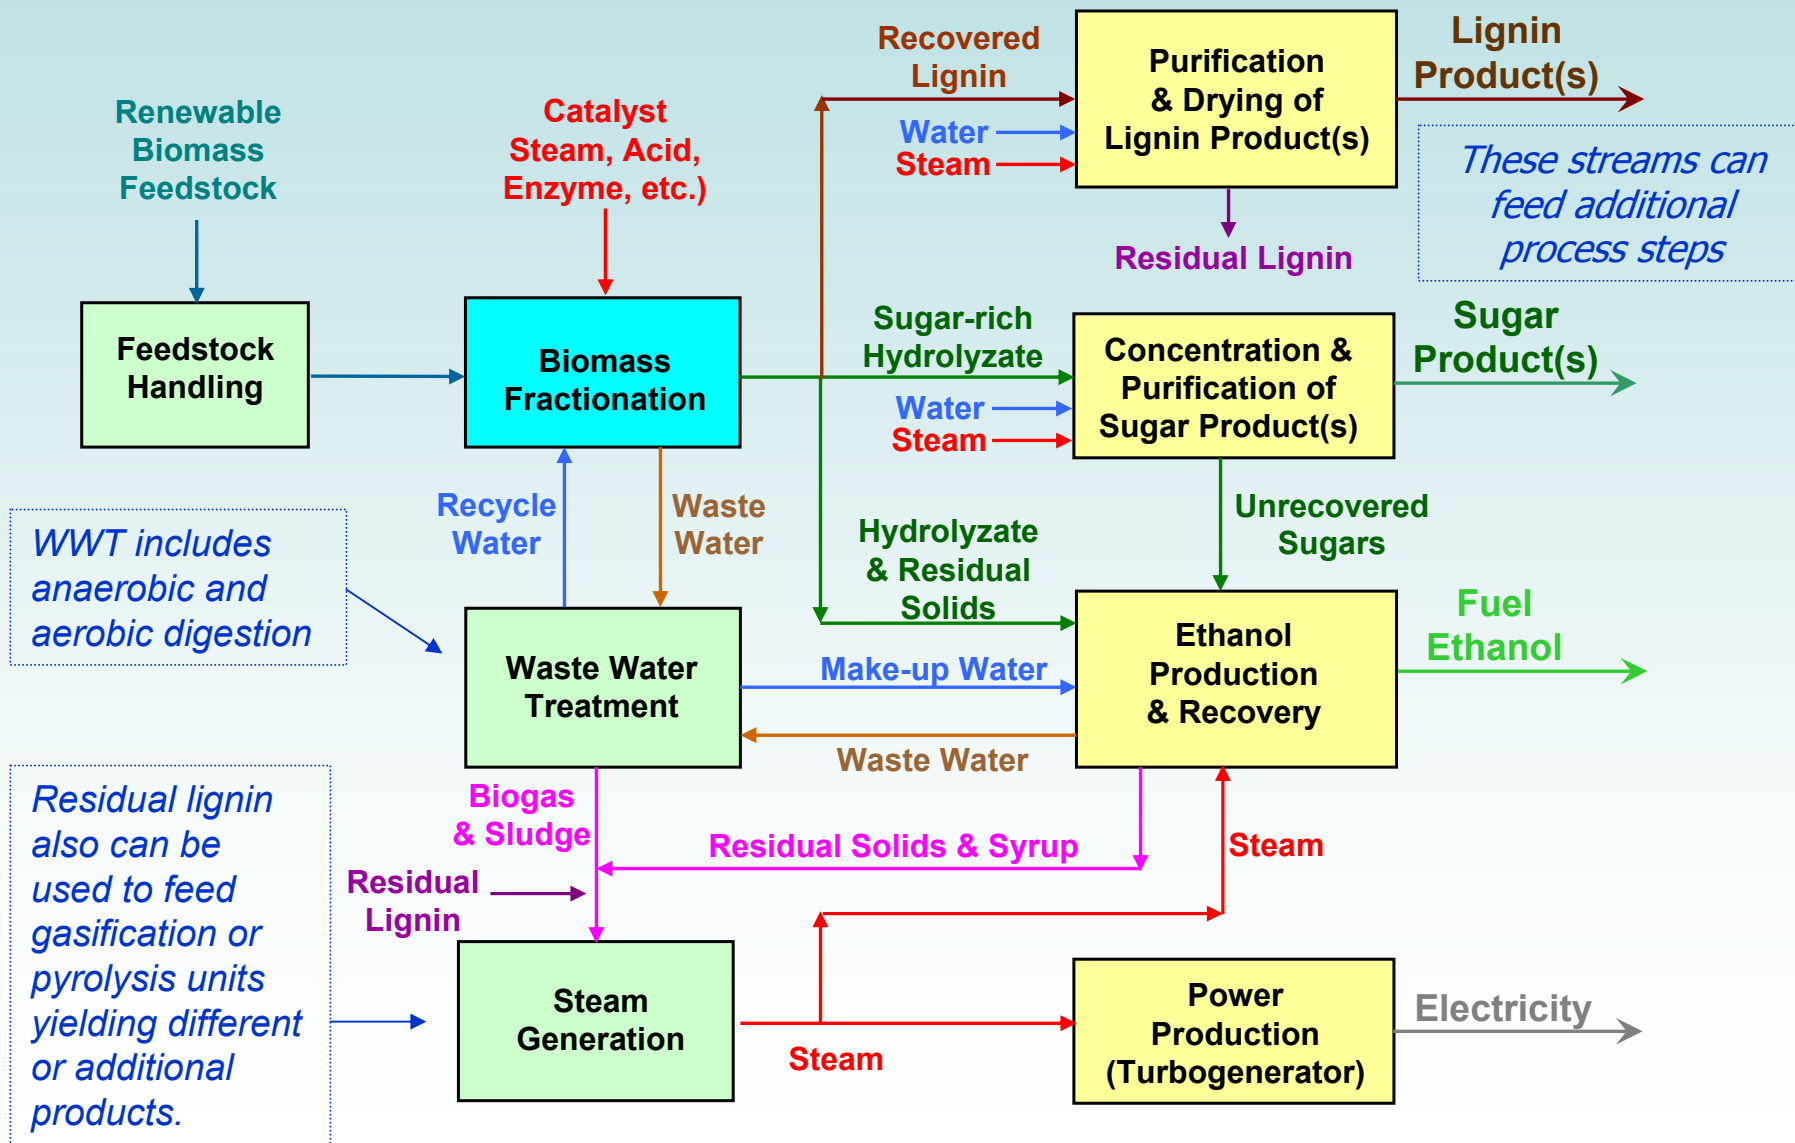 Renewable
Biomass
Feedstock
Catalyst
Steam, Acid,
Enzyme, etc.)
Recovered
Lignin
Water
Steam
Purification
& Drying of
Lignin Product(s)
Lignin
Product(s)
These streams can
feed additional
process steps
Residual Lignin
Feedstock
Handling
Biomass
Fractionation
Sugar-rich
Hydrolyzate
Water
Steam
Concentration &
Purification of
Sugar Product(s)
Sugar
Product(s)
WWT includes
anaerobic and
aerobic digestion
Recycle
Water
Waste
Water
Hydrolyzate
& Residual
Solids
Unrecovered
Sugars
Waste Water
Treatment
Make-up Water
Waste Water
Ethanol
Production
& Recovery
Fuel
Ethanol
Residual lignin
also can be
used to feed
gasification or
pyrolysis units
yielding different
or additional
products.
Biogas
& Sludge
Residual Solids & Syrup
Steam
Residual
Lignin
Steam
Generation
Steam
Power
Production
(Turbogenerator)
Electricity